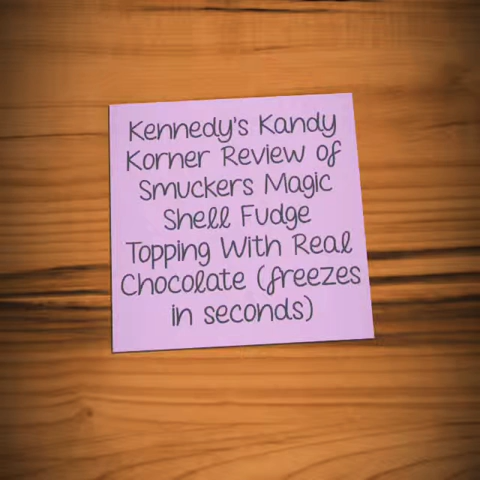 Kennedy's Kandy
Korner Review of
Smuckers Magic
Shell Fudge
Topping With Real
Chocolate (freezes
in seconds)